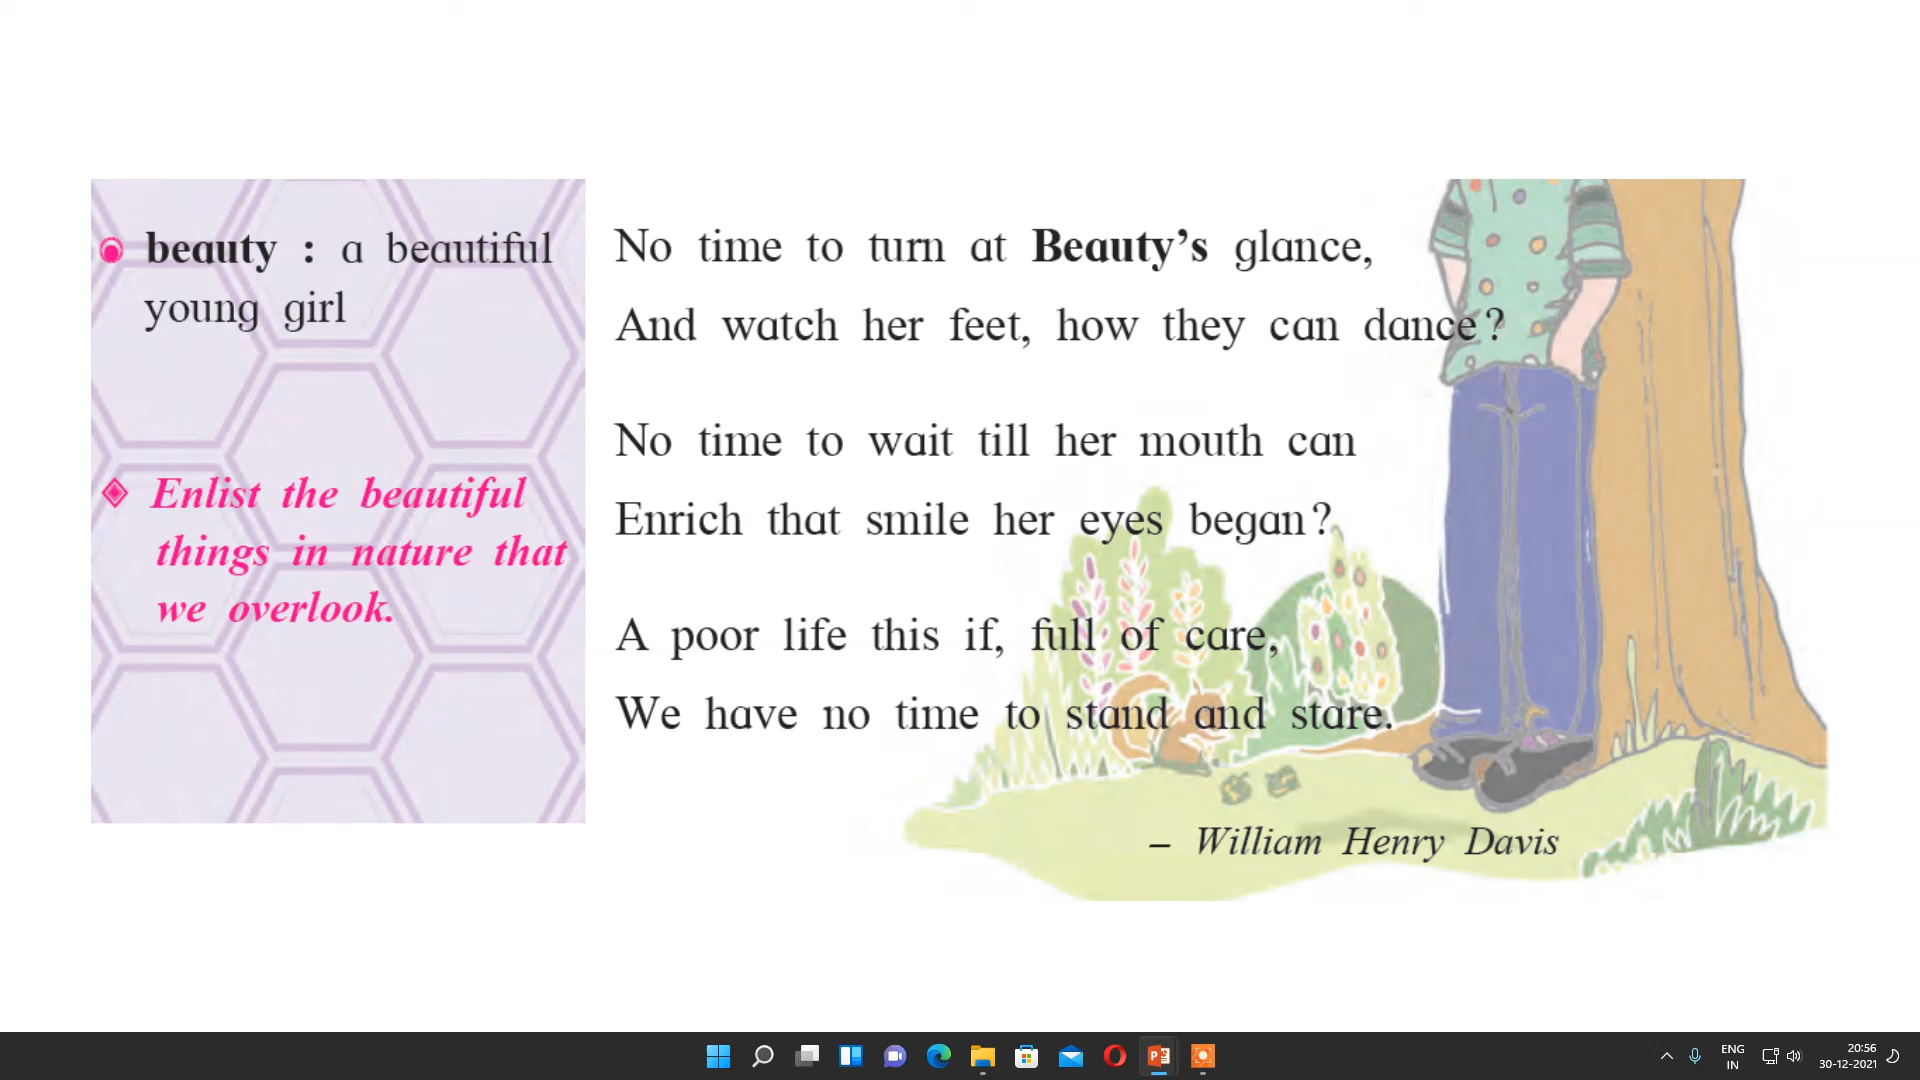 beauty : a beautiful
young girl
Enlist the beautiful
things in nature that
we overlook.
No time to turn at Beauty's glance,
And watch her feet, how they can dance?
No time to wait till her mouth can
Enrich that smile her eyes began?
A poor life this if, full of care,
We have no time to stand and stare.
– William Henry Davis
ENG
IN
20:56
30-12-2021